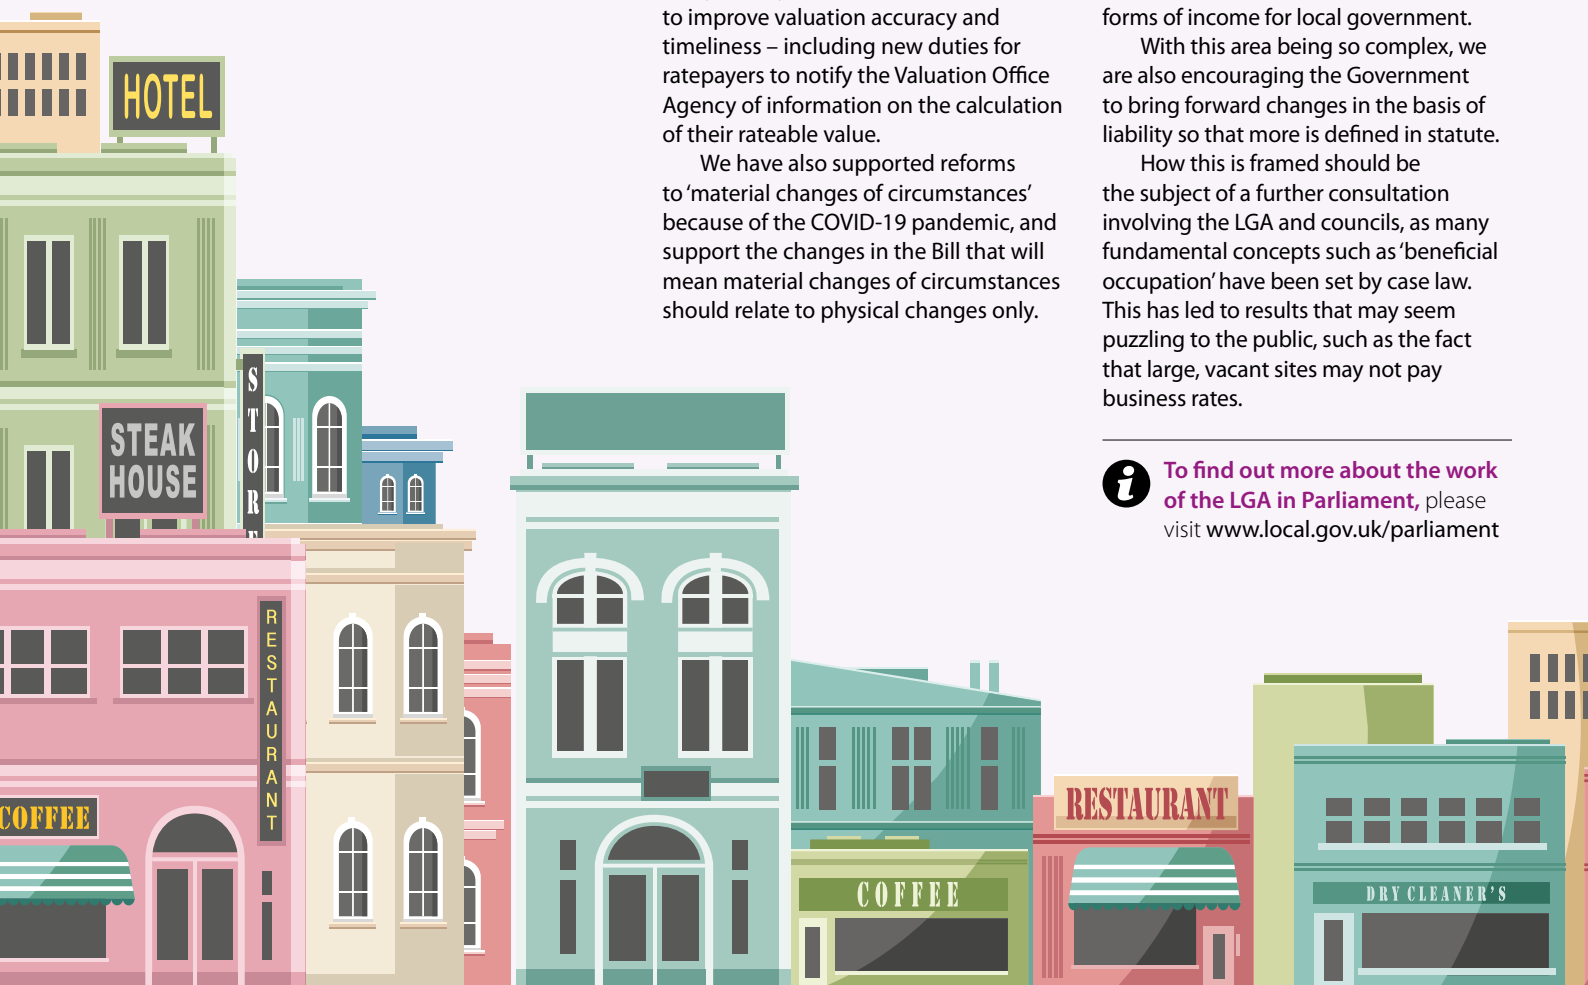 to improve valuation accuracy and
timeliness – including new duties for
ratepayers to notify the Valuation Office
Agency of information on the calculation
of their rateable value.
We have also supported reforms
to ‘material changes of circumstances’
because of the COVID-19 pandemic, and
support the changes in the Bill that will
mean material changes of circumstances
should relate to physical changes only.
forms of income for local government.
With this area being so complex, we
are also encouraging the Government
to bring forward changes in the basis of
liability so that more is defined in statute.
How this is framed should be
the subject of a further consultation
involving the LGA and councils, as many
fundamental concepts such as ‘beneficial
occupation’ have been set by case law.
This has led to results that may seem
puzzling to the public, such as the fact
that large, vacant sites may not pay
business rates.
i
To find out more about the work
of the LGA in Parliament, please
visit www.local.gov.uk/parliament
HOTEL
STORE
STEAK
HOUSE
RESTAURANT
COFFEE
COFFEE
RESTAURANT
DRY CLEANER'S